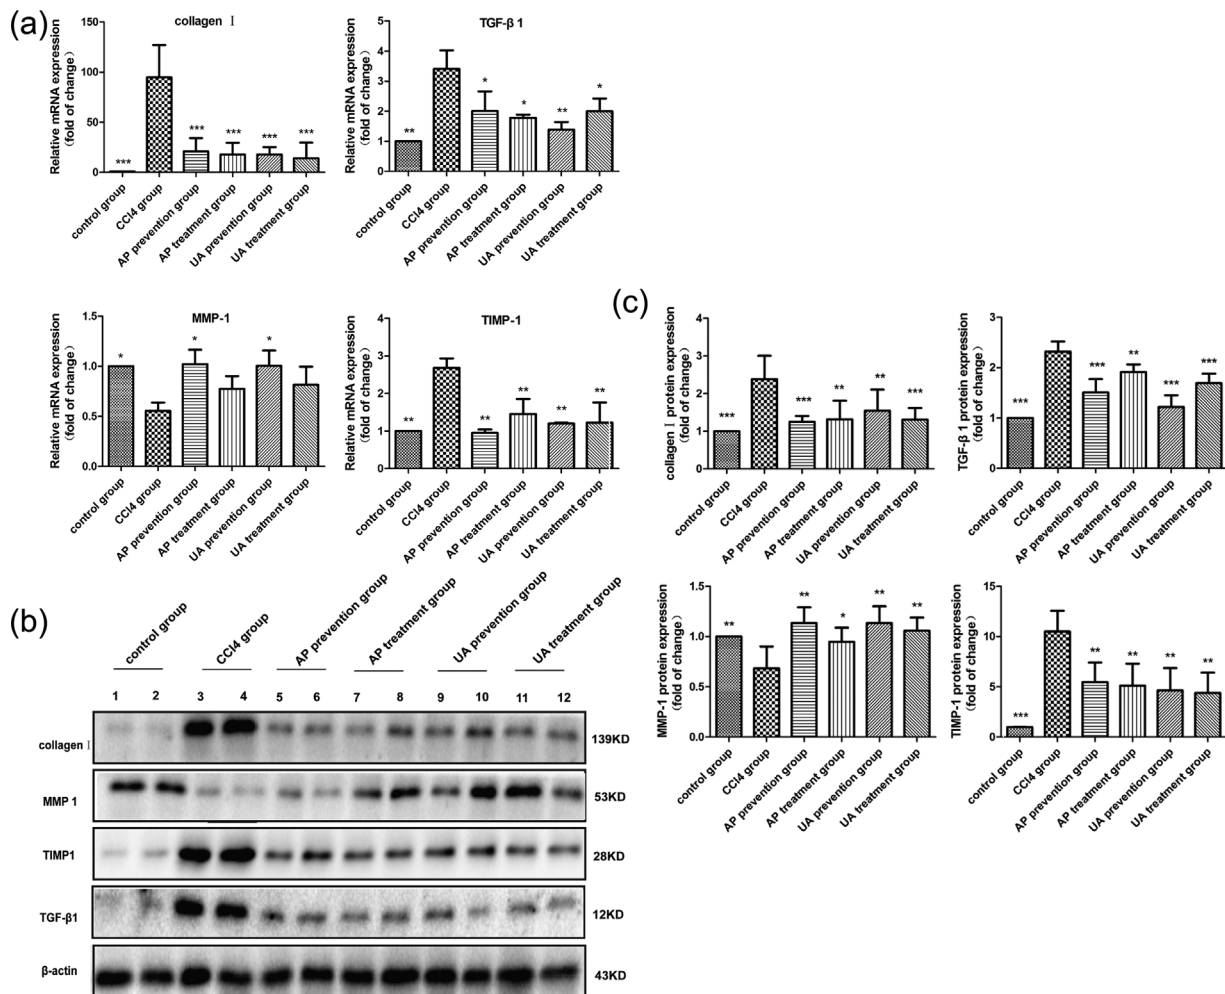 (a)
collagen Ⅰ
Relative mRNA expression
(fold of change)
150
100
50
0
***
***
***
***
***
control group
CCl4 group
AP prevention group
AP treatment group
UA prevention group
UA treatment group
TGF-β 1
Relative mRNA expression
(fold of change)
5
4
3
2
1
0
**
*
*
**
*
control group
CCl4 group
AP prevention group
AP treatment group
UA prevention group
UA treatment group
MMP-1
Relative mRNA expression
(fold of change)
1.5
1.0
0.5
0.0
*
*
*
control group
CCl4 group
AP prevention group
AP treatment group
UA prevention group
UA treatment group
TIMP-1
Relative mRNA expression
(fold of change)
4
3
2
1
0
**
**
**
**
**
control group
CCl4 group
AP prevention group
AP treatment group
UA prevention group
UA treatment group
(b)
control group
CCl4 group
AP prevention group
AP treatment group
UA prevention group
UA treatment group
1 2 3 4 5 6 7 8 9 10 11 12
collagen Ⅰ 139KD
MMP 1 53KD
TIMP1 28KD
TGF-β1 12KD
β-actin 43KD
(c)
collagen Ⅰ protein expression
(fold of change)
4
3
2
1
0
***
***
**
**
***
control group
CCl4 group
AP prevention group
AP treatment group
UA prevention group
UA treatment group
TGF-β 1 protein expression
(fold of change)
3
2
1
0
***
***
**
***
***
control group
CCl4 group
AP prevention group
AP treatment group
UA prevention group
UA treatment group
MMP-1 protein expression
(fold of change)
1.5
1.0
0.5
0.0
**
**
*
**
**
control group
CCl4 group
AP prevention group
AP treatment group
UA prevention group
UA treatment group
TIMP-1 protein expression
(fold of change)
15
10
5
0
***
**
**
**
**
control group
CCl4 group
AP prevention group
AP treatment group
UA prevention group
UA treatment group